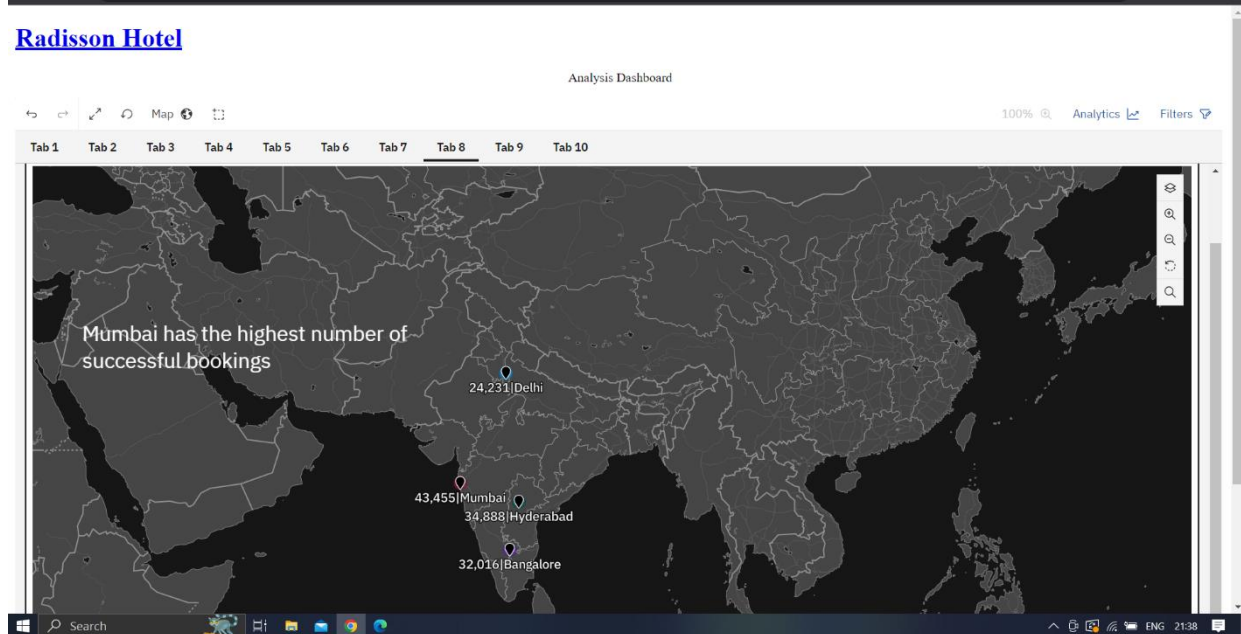 Radisson Hotel
Analysis Dashboard
Map
100%
Analytics
Filters
Tab 1 Tab 2 Tab 3 Tab 4 Tab 5 Tab 6 Tab 7 Tab 8 Tab 9 Tab 10
Mumbai has the highest number of
successful bookings
24,231|Delhi
43,455|Mumbai
34,888|Hyderabad
32,016|Bangalore
Search
ENG 21:38